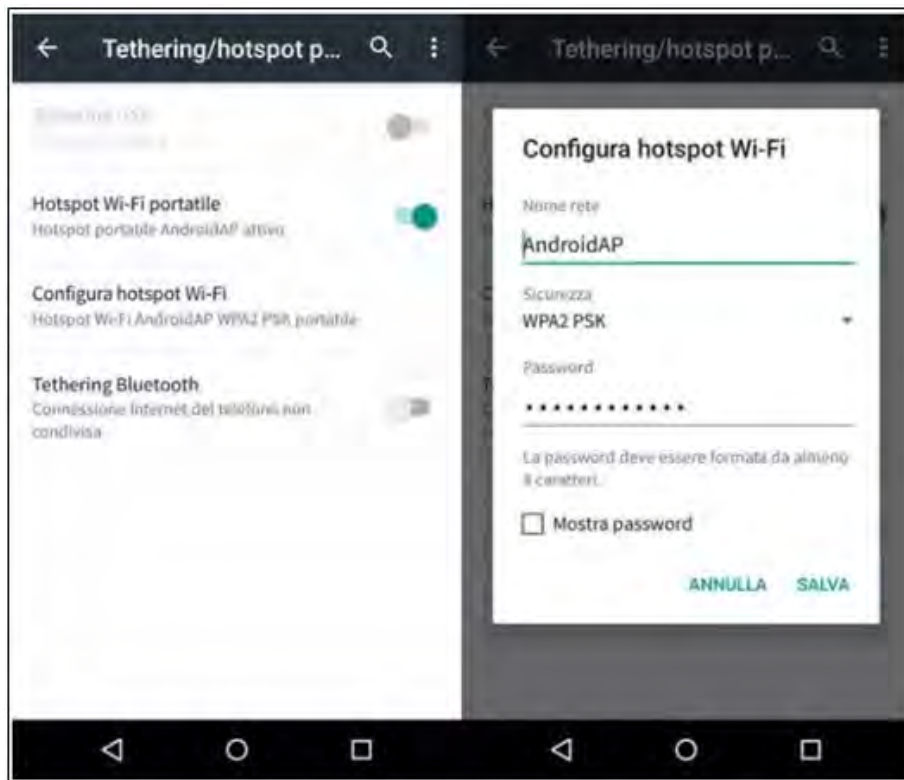 Tethering/hotspot p...
Hotspot Wi-Fi portatile
Hotspot portatile AndroidAP attivo
Configura hotspot Wi-Fi
Hotspot Wi-Fi AndroidAP WPA2 PSK portatile
Tethering Bluetooth
Connessione Internet del telefono non
condivisa
Tethering/hotspot p...
Configura hotspot Wi-Fi
Nome rete
AndroidAP
Sicurezza
WPA2 PSK
Password
••••••••••••
La password deve essere formata da almeno
8 caratteri.
Mostra password
ANNULLA SALVA